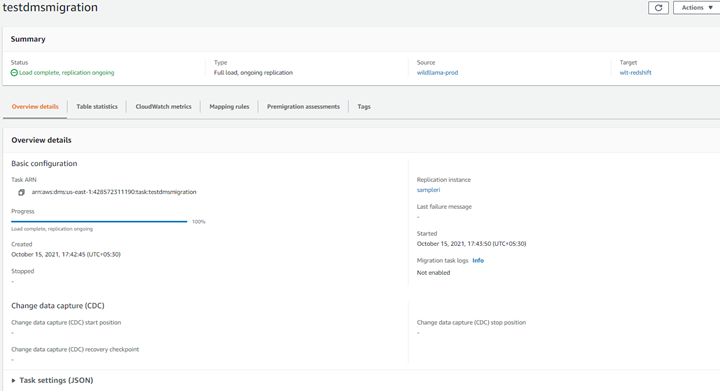 testdmsmigration
Actions ▼
Summary
Status
Type
Source
Target
Load complete, replication ongoing
Full load, ongoing replication
wildllama-prod
wlt-redshift
Overview details
Table statistics
CloudWatch metrics
Mapping rules
Premigration assessments
Tags
Overview details
Basic configuration
Task ARN
arn:aws:dms:us-east-1:428572311190:task:testdmsmigration
Replication instance
sampleri
Progress
100%
Load complete, replication ongoing
Last failure message
-
Created
October 15, 2021, 17:42:45 (UTC+05:30)
Started
October 15, 2021, 17:43:50 (UTC+05:30)
Stopped
-
Migration task logs Info
Not enabled
Change data capture (CDC)
Change data capture (CDC) start position
-
Change data capture (CDC) stop position
-
Change data capture (CDC) recovery checkpoint
-
▶ Task settings (JSON)